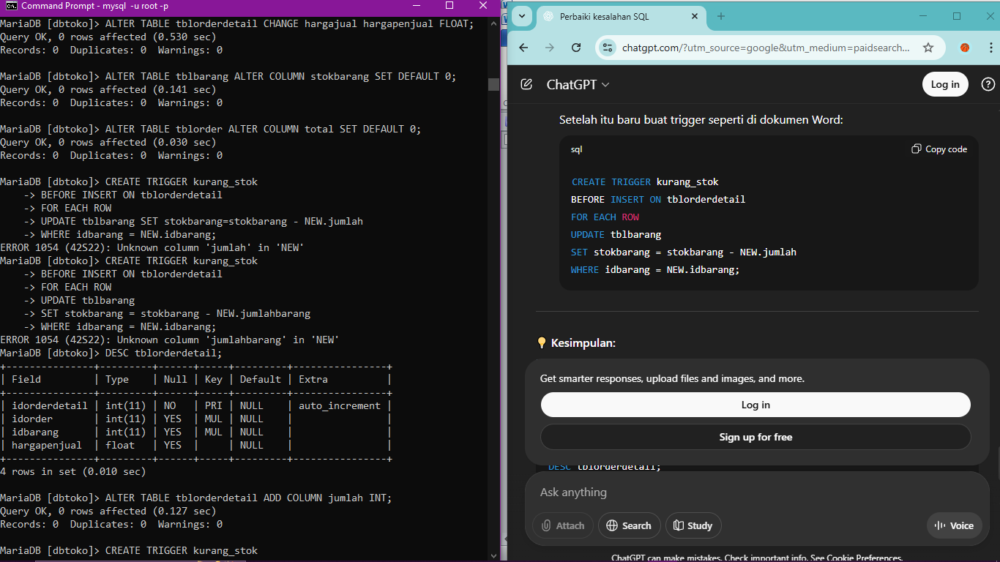 Command Prompt - mysql  -u root -p
MariaDB [dbtoko]> ALTER TABLE tblorderdetail CHANGE hargajual hargapenjual FLOAT;
Query OK, 0 rows affected (0.530 sec)
Records: 0  Duplicates: 0  Warnings: 0
MariaDB [dbtoko]> ALTER TABLE tblbarang ALTER COLUMN stokbarang SET DEFAULT 0;
Query OK, 0 rows affected (0.141 sec)
Records: 0  Duplicates: 0  Warnings: 0
MariaDB [dbtoko]> ALTER TABLE tblorder ALTER COLUMN total SET DEFAULT 0;
Query OK, 0 rows affected (0.030 sec)
Records: 0  Duplicates: 0  Warnings: 0
MariaDB [dbtoko]> CREATE TRIGGER kurang_stok
    -> BEFORE INSERT ON tblorderdetail
    -> FOR EACH ROW
    -> UPDATE tblbarang SET stokbarang=stokbarang - NEW.jumlah
    -> WHERE idbarang = NEW.idbarang;
ERROR 1054 (42S22): Unknown column 'jumlah' in 'NEW'
MariaDB [dbtoko]> CREATE TRIGGER kurang_stok
    -> BEFORE INSERT ON tblorderdetail
    -> FOR EACH ROW
    -> UPDATE tblbarang
    -> SET stokbarang = stokbarang - NEW.jumlahbarang
    -> WHERE idbarang = NEW.idbarang;
ERROR 1054 (42S22): Unknown column 'jumlahbarang' in 'NEW'
MariaDB [dbtoko]> DESC tblorderdetail;
+---------------+---------+------+-----+---------+----------------+
| Field         | Type    | Null | Key | Default | Extra          |
+---------------+---------+------+-----+---------+----------------+
| idorderdetail | int(11) | NO   | PRI | NULL    | auto_increment |
| idorder       | int(11) | YES  | MUL | NULL    |                |
| idbarang      | int(11) | YES  | MUL | NULL    |                |
| hargapenjual  | float   | YES  |     | NULL    |                |
+---------------+---------+------+-----+---------+----------------+
4 rows in set (0.010 sec)
MariaDB [dbtoko]> ALTER TABLE tblorderdetail ADD COLUMN jumlah INT;
Query OK, 0 rows affected (0.127 sec)
Records: 0  Duplicates: 0  Warnings: 0
MariaDB [dbtoko]> CREATE TRIGGER kurang_stok
Perbaiki kesalahan SQL
chatgpt.com/?utm_source=google&utm_medium=paidsearch...
ChatGPT
Log in
Setelah itu baru buat trigger seperti di dokumen Word:
sql
Copy code
CREATE TRIGGER kurang_stok
BEFORE INSERT ON tblorderdetail
FOR EACH ROW
UPDATE tblbarang
SET stokbarang = stokbarang - NEW.jumlah
WHERE idbarang = NEW.idbarang;
💡 Kesimpulan:
Get smarter responses, upload files and images, and more.
Log in
Sign up for free
DESC tblorderdetail;
Ask anything
Attach
Search
Study
Voice
ChatGPT can make mistakes. Check important info. See Cookie Preferences.